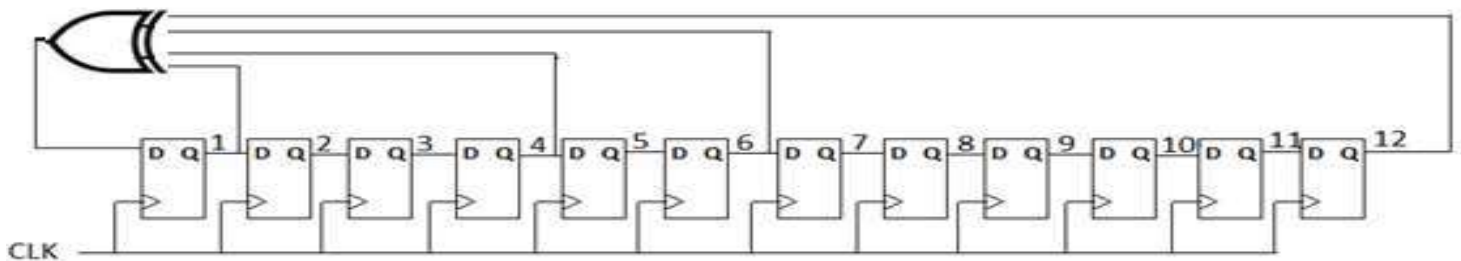 1 2 3 4 5 6 7 8 9 10 11 12
D Q D Q D Q D Q D Q D Q D Q D Q D Q D Q D Q D Q
CLK